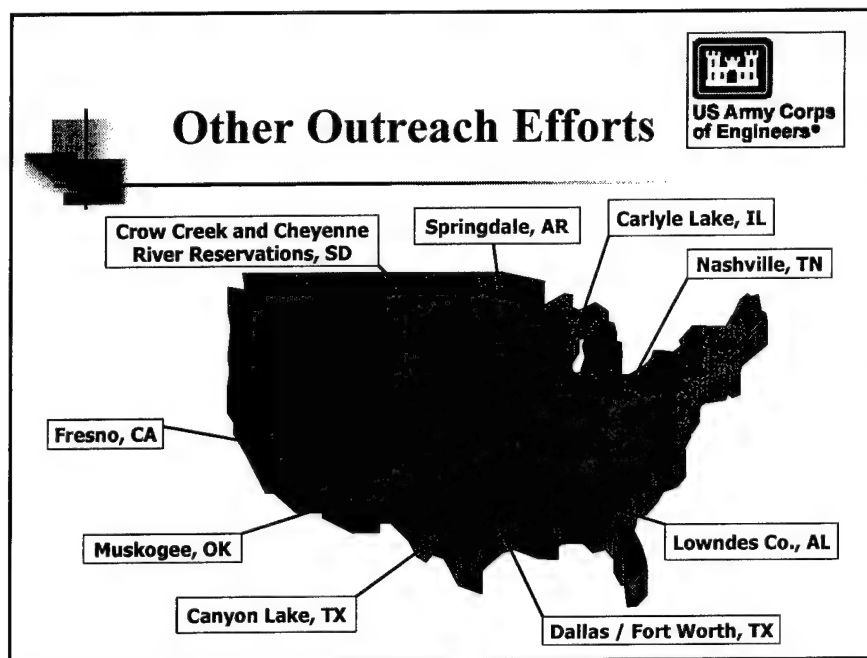 Other Outreach Efforts
US Army Corps
of Engineers®
Crow Creek and Cheyenne
River Reservations, SD
Springdale, AR
Carlyle Lake, IL
Nashville, TN
Fresno, CA
Muskogee, OK
Lowndes Co., AL
Canyon Lake, TX
Dallas / Fort Worth, TX